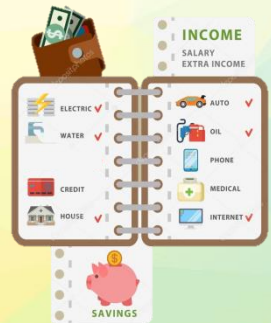 INCOME
SALARY
EXTRA INCOME
ELECTRIC
WATER
CREDIT
HOUSE
AUTO
OIL
PHONE
MEDICAL
INTERNET
$
SAVINGS